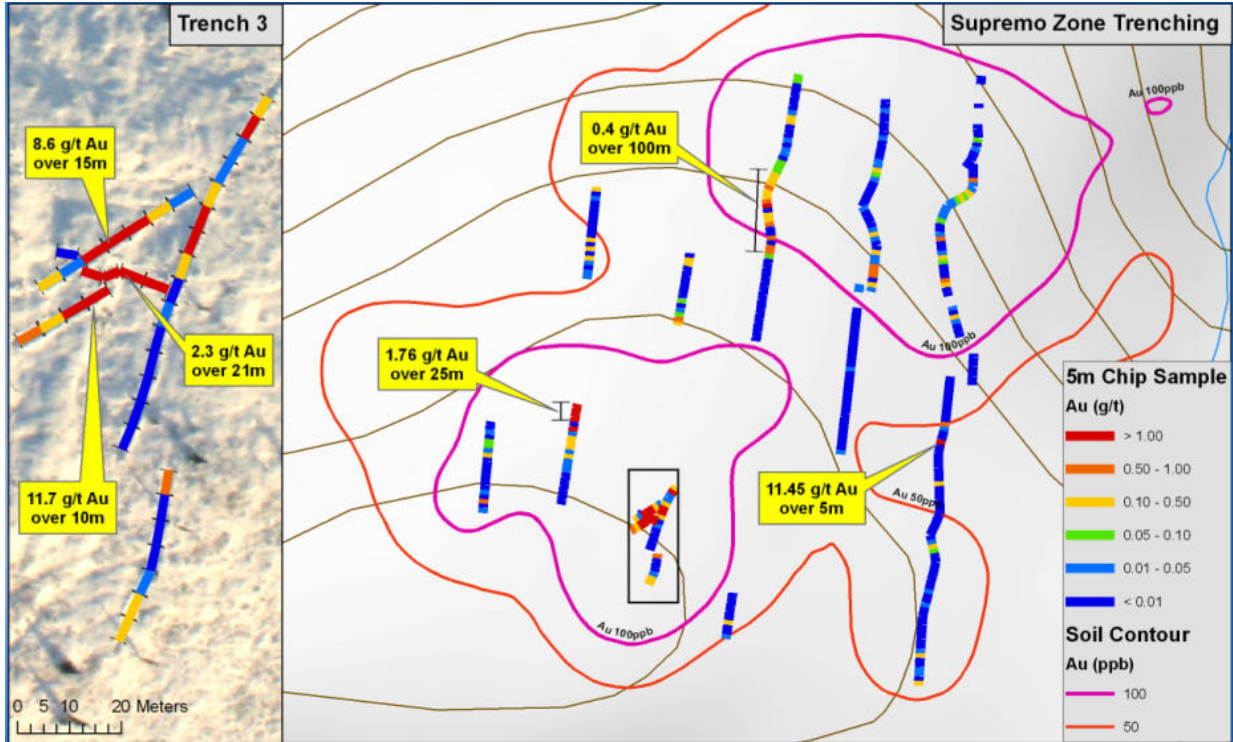 Trench 3
8.6 g/t Au
over 15m
2.3 g/t Au
over 21m
11.7 g/t Au
over 10m
0 5 10 20 Meters
Supremo Zone Trenching
Au 100ppb
0.4 g/t Au
over 100m
1.76 g/t Au
over 25m
Au 100ppb
11.45 g/t Au
over 5m
Au 50ppb
Au 100ppb
5m Chip Sample
Au (g/t)
> 1.00
0.50 - 1.00
0.10 - 0.50
0.05 - 0.10
0.01 - 0.05
< 0.01
Soil Contour
Au (ppb)
100
50